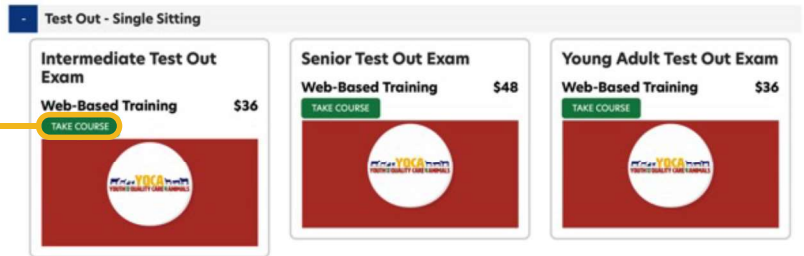 - Test Out - Single Sitting
Intermediate Test Out
Exam
Web-Based Training $36
TAKE COURSE
YQCA
YOUTH FOR THE QUALITY CARE OF ANIMALS
Senior Test Out Exam
Web-Based Training $48
TAKE COURSE
YQCA
YOUTH FOR THE QUALITY CARE OF ANIMALS
Young Adult Test Out Exam
Web-Based Training $36
TAKE COURSE
YQCA
YOUTH FOR THE QUALITY CARE OF ANIMALS